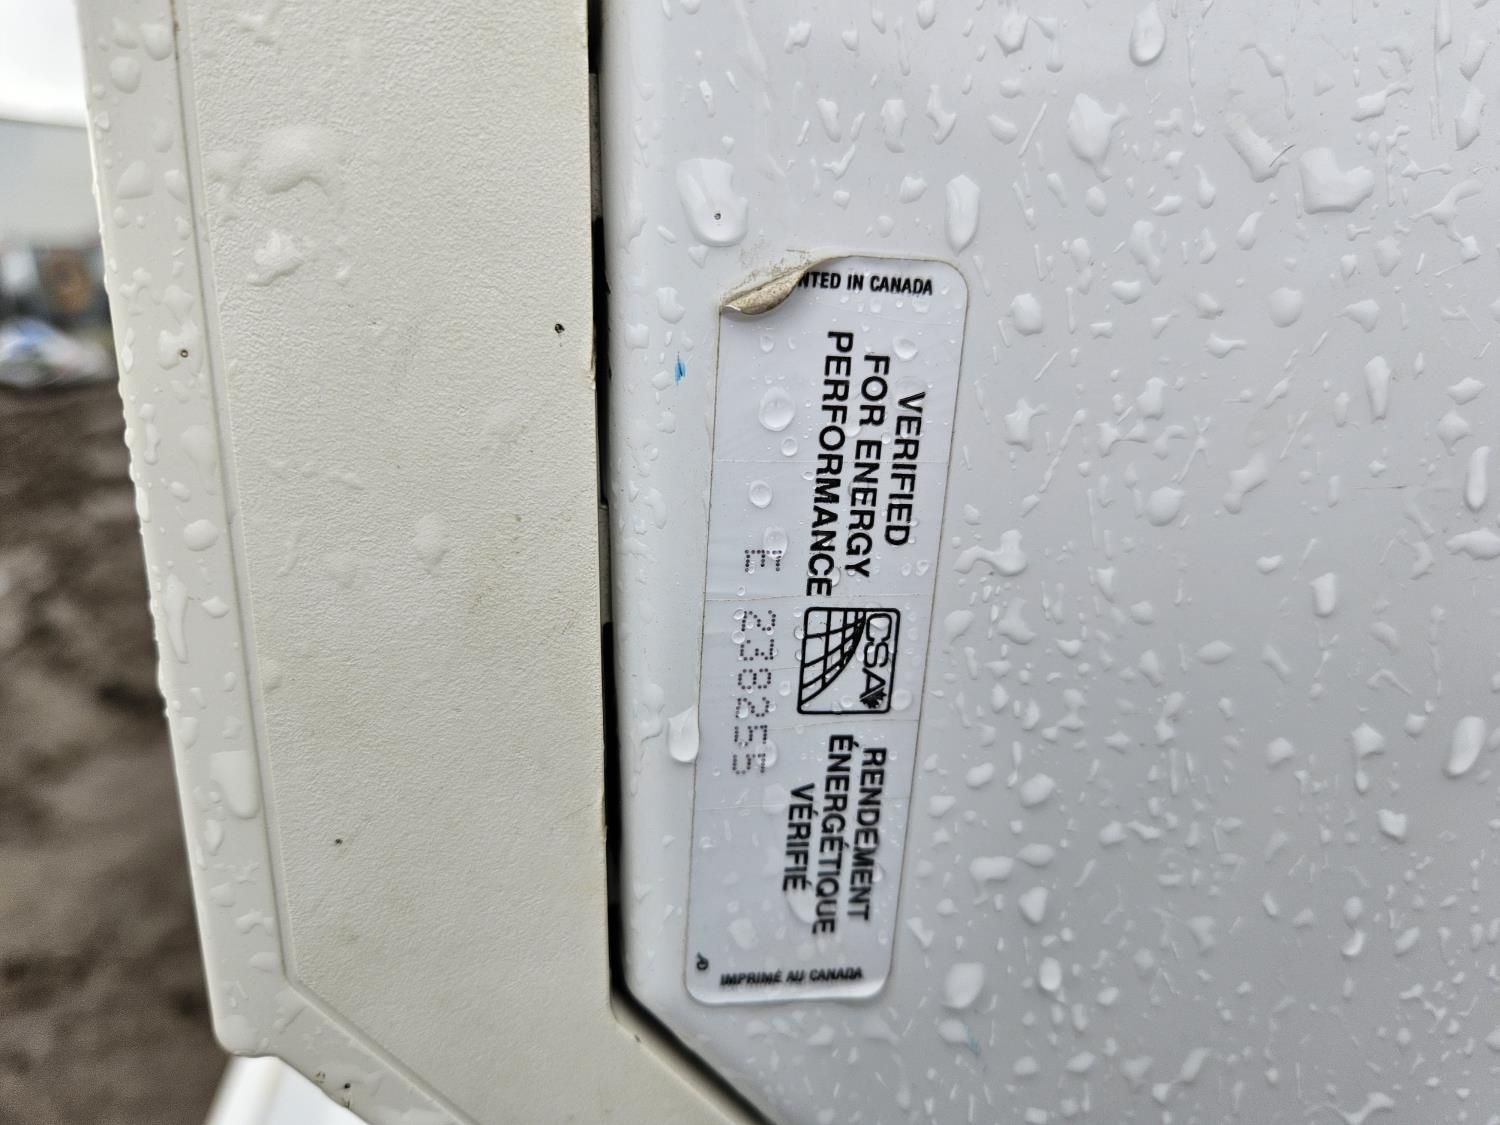 NTED IN CANADA
VERIFIED
FOR ENERGY
PERFORMANCE
CSA
RENDEMENT
ÉNERGÉTIQUE
VÉRIFIÉ
E 238255
IMPRIMÉ AU CANADA